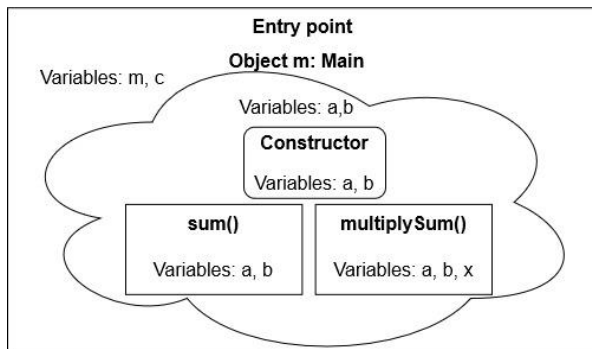 Entry point
Object m: Main
Variables: m, c
Variables: a,b
Constructor
Variables: a, b
sum()
Variables: a, b
multiplySum()
Variables: a, b, x